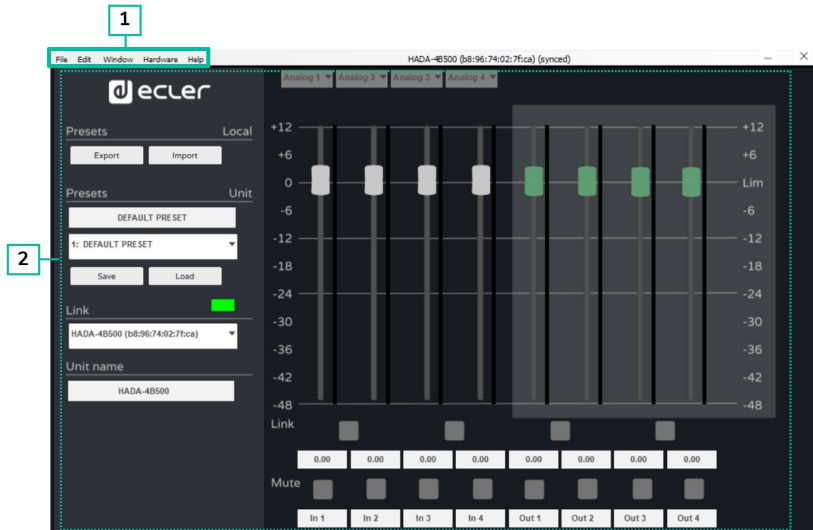 1
File Edit Window Hardware Help HADA-4B500 (b8:96:74:02:7f:ca) (synced)
ecler
Analog 1 Analog 2 Analog 3 Analog 4
Presets Local
Export Import
Presets Unit
DEFAULT PRESET
1: DEFAULT PRESET
Save Load
2
Link
HADA-4B500 (b8:96:74:02:7f:ca)
Unit name
HADA-4B500
+12 +12
+6 +6
0 Lim
-6 -6
-12 -12
-18 -18
-24 -24
-30 -30
-36 -36
-42 -42
-48 -48
Link
0.00 0.00 0.00 0.00 0.00 0.00 0.00 0.00
Mute
In 1 In 2 In 3 In 4 Out 1 Out 2 Out 3 Out 4